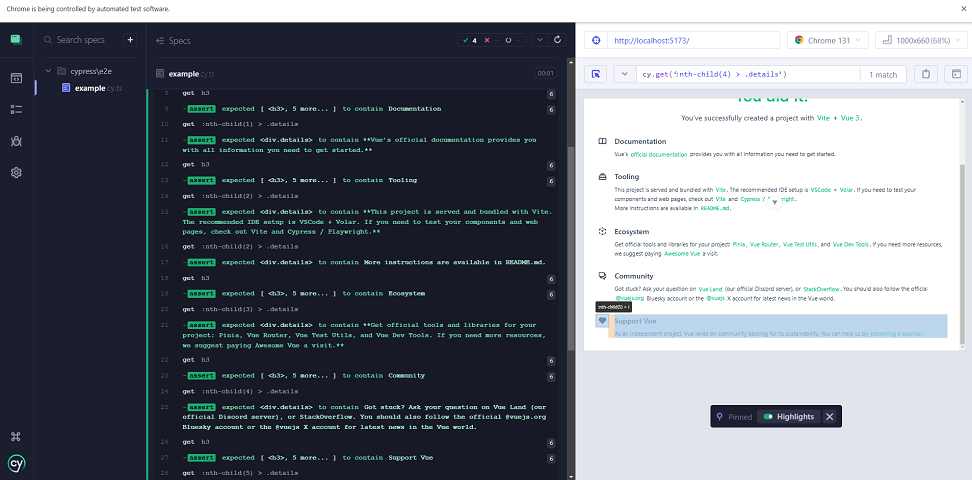 Chrome is being controlled by automated test software.
Search specs
+
Specs
4
--
--
cypress\e2e
example.cy.ts
example.cy.ts
00:01
8 get h3
6
9 -assert expected [ <h3>, 5 more... ] to contain Documentation
6
10 get :nth-child(1) > .details
11 -assert expected <div.details> to contain **Vue's official documentation provides you
with all information you need to get started.**
12 get h3
6
13 -assert expected [ <h3>, 5 more... ] to contain Tooling
6
14 get :nth-child(2) > .details
15 -assert expected <div.details> to contain **This project is served and bundled with Vite.
The recommended IDE setup is VSCode + Volar. If you need to test your components and web
pages, check out Vite and Cypress / Playwright.**
16 get :nth-child(2) > .details
17 -assert expected <div.details> to contain More instructions are available in README.md.
18 get h3
6
19 -assert expected [ <h3>, 5 more... ] to contain Ecosystem
6
20 get :nth-child(3) > .details
21 -assert expected <div.details> to contain **Get official tools and libraries for your
project: Pinia, Vue Router, Vue Test Utils, and Vue Dev Tools. If you need more resources,
we suggest paying Awesome Vue a visit.**
22 get h3
6
23 -assert expected [ <h3>, 5 more... ] to contain Community
6
24 get :nth-child(4) > .details
25 -assert expected <div.details> to contain Got stuck? Ask your question on Vue Land (our
official Discord server), or StackOverflow. You should also follow the official @vuejs.org
Bluesky account or the @vuejs X account for latest news in the Vue world.
26 get h3
6
27 -assert expected [ <h3>, 5 more... ] to contain Support Vue
6
28 get :nth-child(5) > .details
cy
http://localhost:5173/
Chrome 131
1000x660 (68%)
cy.get(':nth-child(4) > .details')
1 match
You did it!
You've successfully created a project with Vite + Vue 3.
Documentation
Vue's official documentation provides you with all information you need to get started.
Tooling
This project is served and bundled with Vite. The recommended IDE setup is VSCode + Volar. If you need to test your
components and web pages, check out Vite and Cypress / right.
More instructions are available in README.md.
Ecosystem
Get official tools and libraries for your project: Pinia, Vue Router, Vue Test Utils, and Vue Dev Tools. If you need more resources,
we suggest paying Awesome Vue a visit.
Community
Got stuck? Ask your question on Vue Land (our official Discord server), or StackOverflow. You should also follow the official
@vuejs.org Bluesky account or the @vuejs X account for latest news in the Vue world.
Support Vue
As an independent project, Vue relies on community backing for its sustainability. You can help us by becoming a sponsor.
Pinned
Highlights